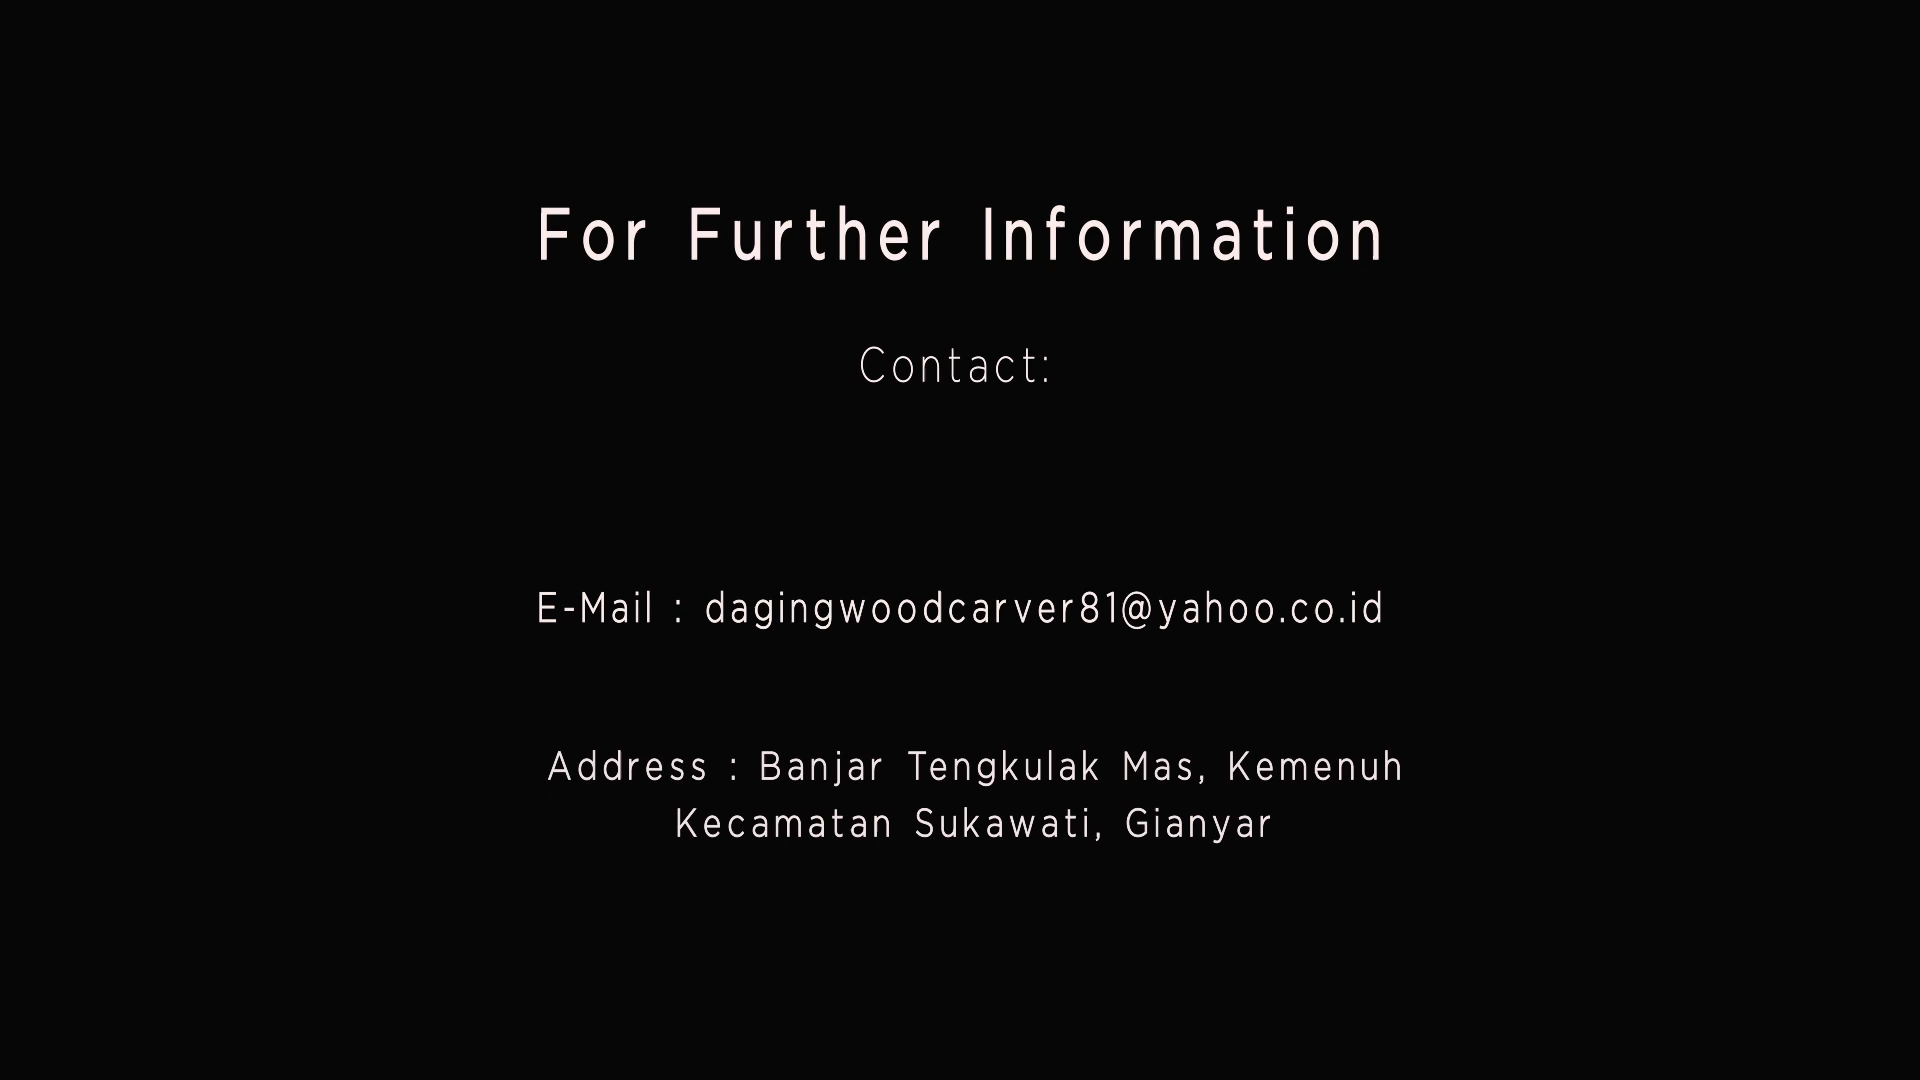 For Further Information
Contact:
E-Mail : dagingwoodcarver81@yahoo.co.id
Address : Banjar Tengkulak Mas, Kemenuh
Kecamatan Sukawati, Gianyar